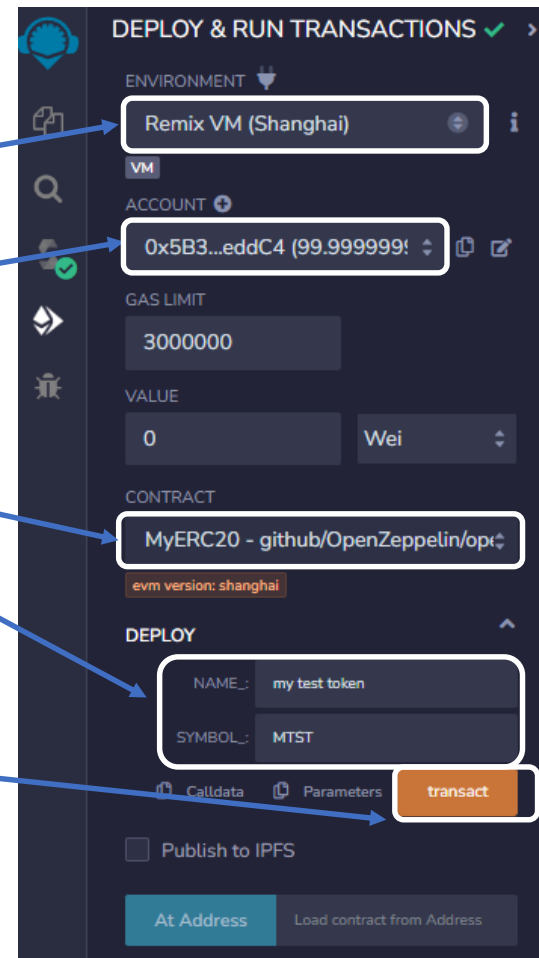 DEPLOY & RUN TRANSACTIONS
ENVIRONMENT
Remix VM (Shanghai)
VM
ACCOUNT
0x5B3...eddC4 (99.9999999
GAS LIMIT
3000000
VALUE
0 Wei
CONTRACT
MyERC20 - github/OpenZeppelin/ope
evm version: shanghai
DEPLOY
NAME_: my test token
SYMBOL_: MTST
Calldata Parameters transact
Publish to IPFS
At Address Load contract from Address